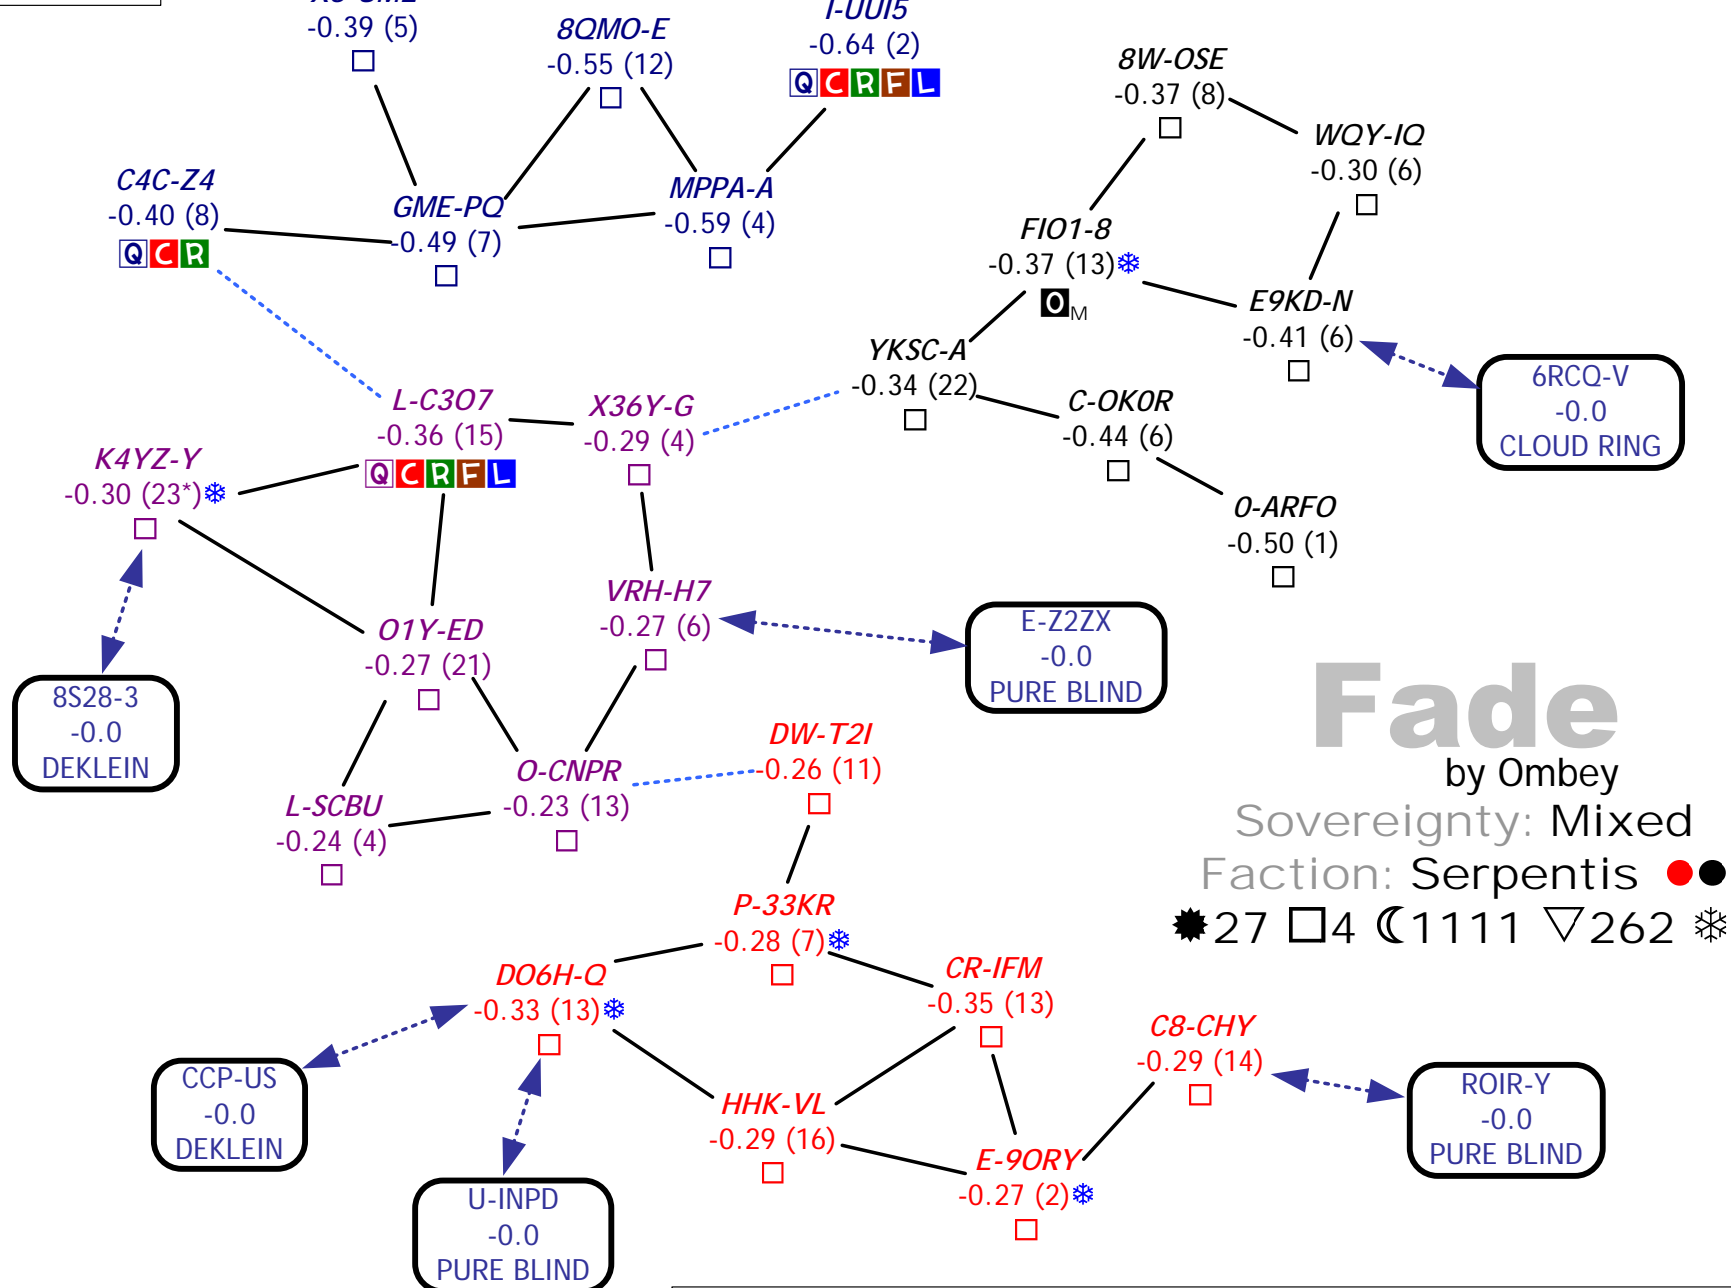 -0.39 (5)
8QMO-E
-0.55 (12)
I-UUI5
-0.64 (2)
Q C R F L
8W-OSE
-0.37 (8)
WQY-IQ
-0.30 (6)
C4C-Z4
-0.40 (8)
Q C R
GME-PQ
-0.49 (7)
MPPA-A
-0.59 (4)
FIO1-8
-0.37 (13)
O M
E9KD-N
-0.41 (6)
6RCQ-V
-0.0
CLOUD RING
YKSC-A
-0.34 (22)
C-OK0R
-0.44 (6)
0-ARFO
-0.50 (1)
L-C3O7
-0.36 (15)
Q C R F L
X36Y-G
-0.29 (4)
K4YZ-Y
-0.30 (23*)
8S28-3
-0.0
DEKLEIN
O1Y-ED
-0.27 (21)
VRH-H7
-0.27 (6)
E-Z2ZX
-0.0
PURE BLIND
L-SCBU
-0.24 (4)
O-CNPR
-0.23 (13)
DW-T2I
-0.26 (11)
Fade
by Ombey
Sovereignty: Mixed
Faction: Serpentis
27 4 1111 262
P-33KR
-0.28 (7)
DO6H-Q
-0.33 (13)
CR-IFM
-0.35 (13)
C8-CHY
-0.29 (14)
CCP-US
-0.0
DEKLEIN
HHK-VL
-0.29 (16)
E-9ORY
-0.27 (2)
ROIR-Y
-0.0
PURE BLIND
U-INPD
-0.0
PURE BLIND